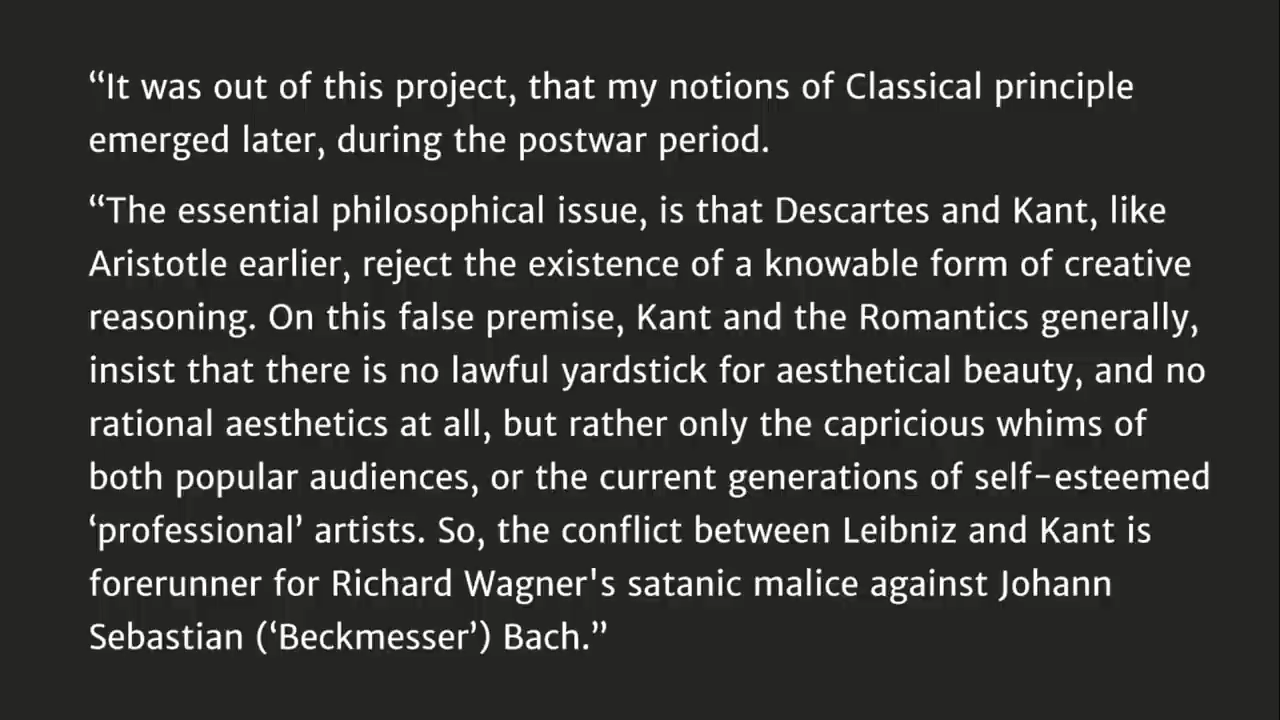 “It was out of this project, that my notions of Classical principle
emerged later, during the postwar period.
“The essential philosophical issue, is that Descartes and Kant, like
Aristotle earlier, reject the existence of a knowable form of creative
reasoning. On this false premise, Kant and the Romantics generally,
insist that there is no lawful yardstick for aesthetical beauty, and no
rational aesthetics at all, but rather only the capricious whims of
both popular audiences, or the current generations of self-esteemed
‘professional’ artists. So, the conflict between Leibniz and Kant is
forerunner for Richard Wagner's satanic malice against Johann
Sebastian (‘Beckmesser’) Bach.”